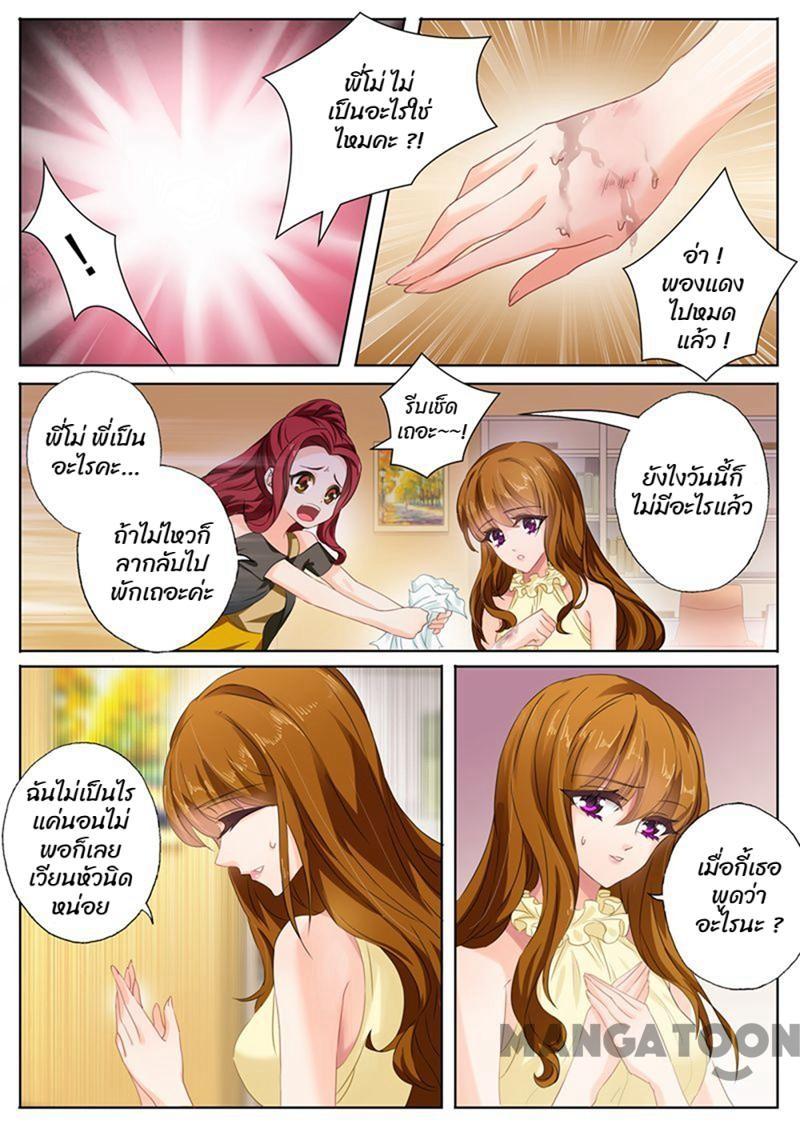 พี่โม่ ไม่
เป็นอะไรใช่
ไหมคะ ?!
!
อ่า !
พองแดง
ไปหมด
แล้ว !
พี่โม่ พี่เป็น
อะไรคะ...
รีบเช็ด
เถอะ~~!
ยังไงวันนี้ก็
ไม่มีอะไรแล้ว
ถ้าไม่ไหวก็
ลากลับไป
พักเถอะค่ะ
ฉันไม่เป็นไร
แค่นอนไม่
พอก็เลย
เวียนหัวนิด
หน่อย
เมื่อกี้เธอ
พูดว่า
อะไรนะ ?
MANGATOON